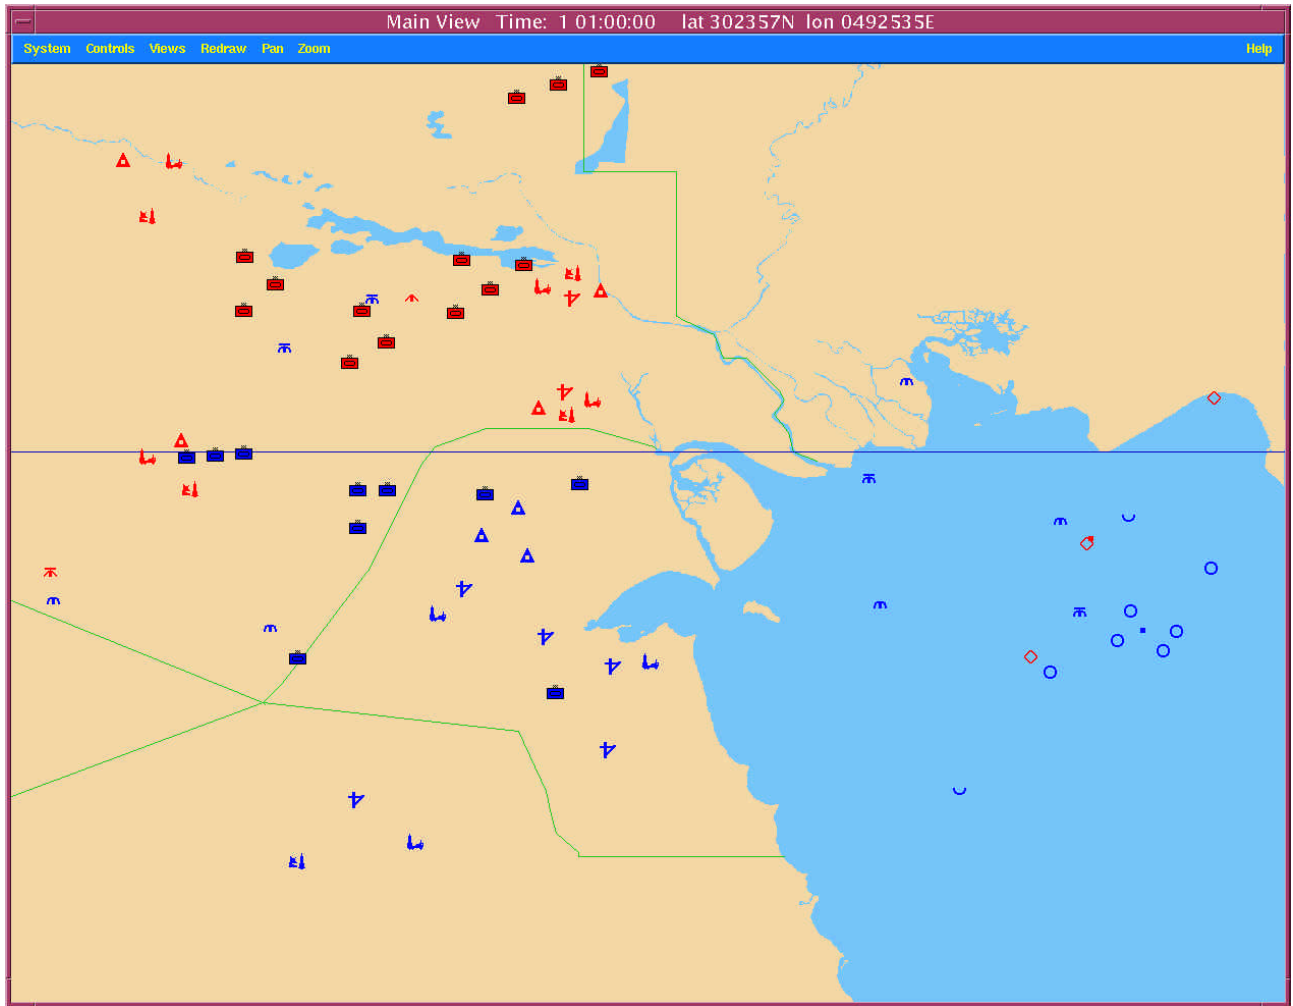 Main View Time: 1 01:00:00 lat 302357N lon 0492535E
System Controls Views Redraw Pan Zoom Help